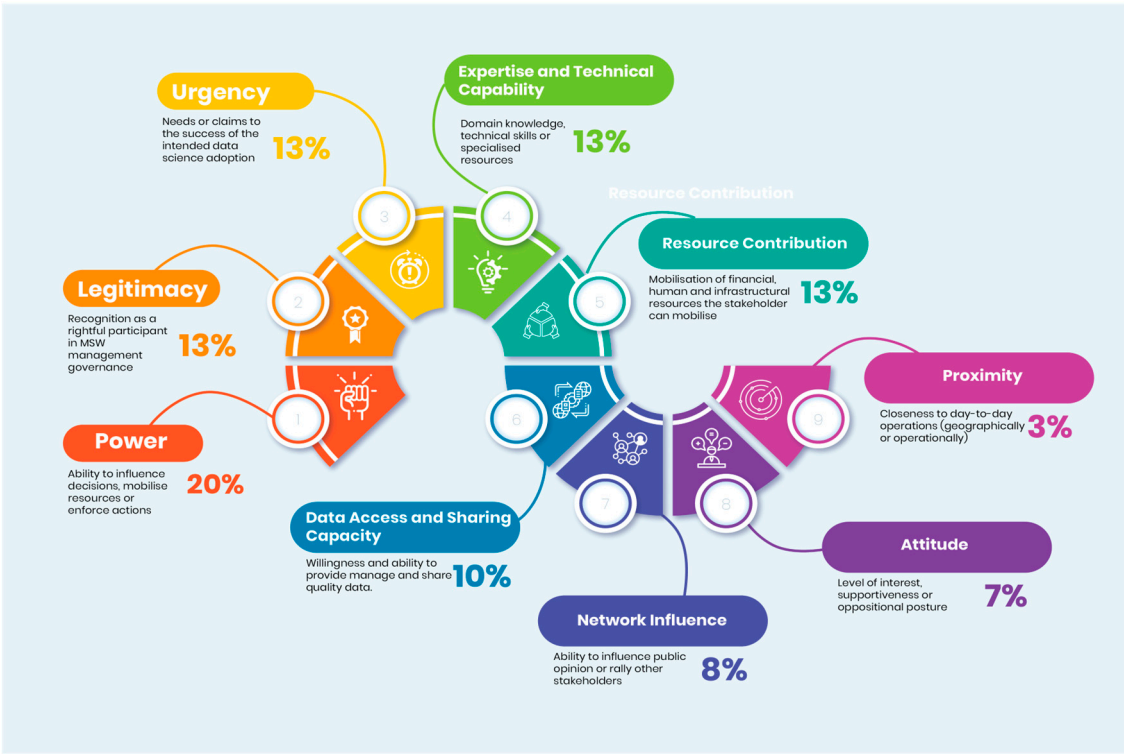 Urgency
Needs or claims to
the success of the
intended data
science adoption
13%
Expertise and Technical
Capability
Domain knowledge,
technical skills or
specialised
resources
13%
Resource Contribution
Resource Contribution
Mobilisation of financial,
human and infrastructural
resources the stakeholder
can mobilise
13%
Legitimacy
Recognition as a
rightful participant
in MSW
management
governance
13%
Power
Ability to influence
decisions, mobilise
resources or
enforce actions
20%
3
4
2
5
1
6
7
8
9
Proximity
Closeness to day-to-day
operations (geographically
or operationally)
3%
Data Access and Sharing
Capacity
Willingness and ability to
provide manage and share
quality data.
10%
Attitude
Level of interest,
supportiveness or
oppositional posture
7%
Network Influence
Ability to influence public
opinion or rally other
stakeholders
8%